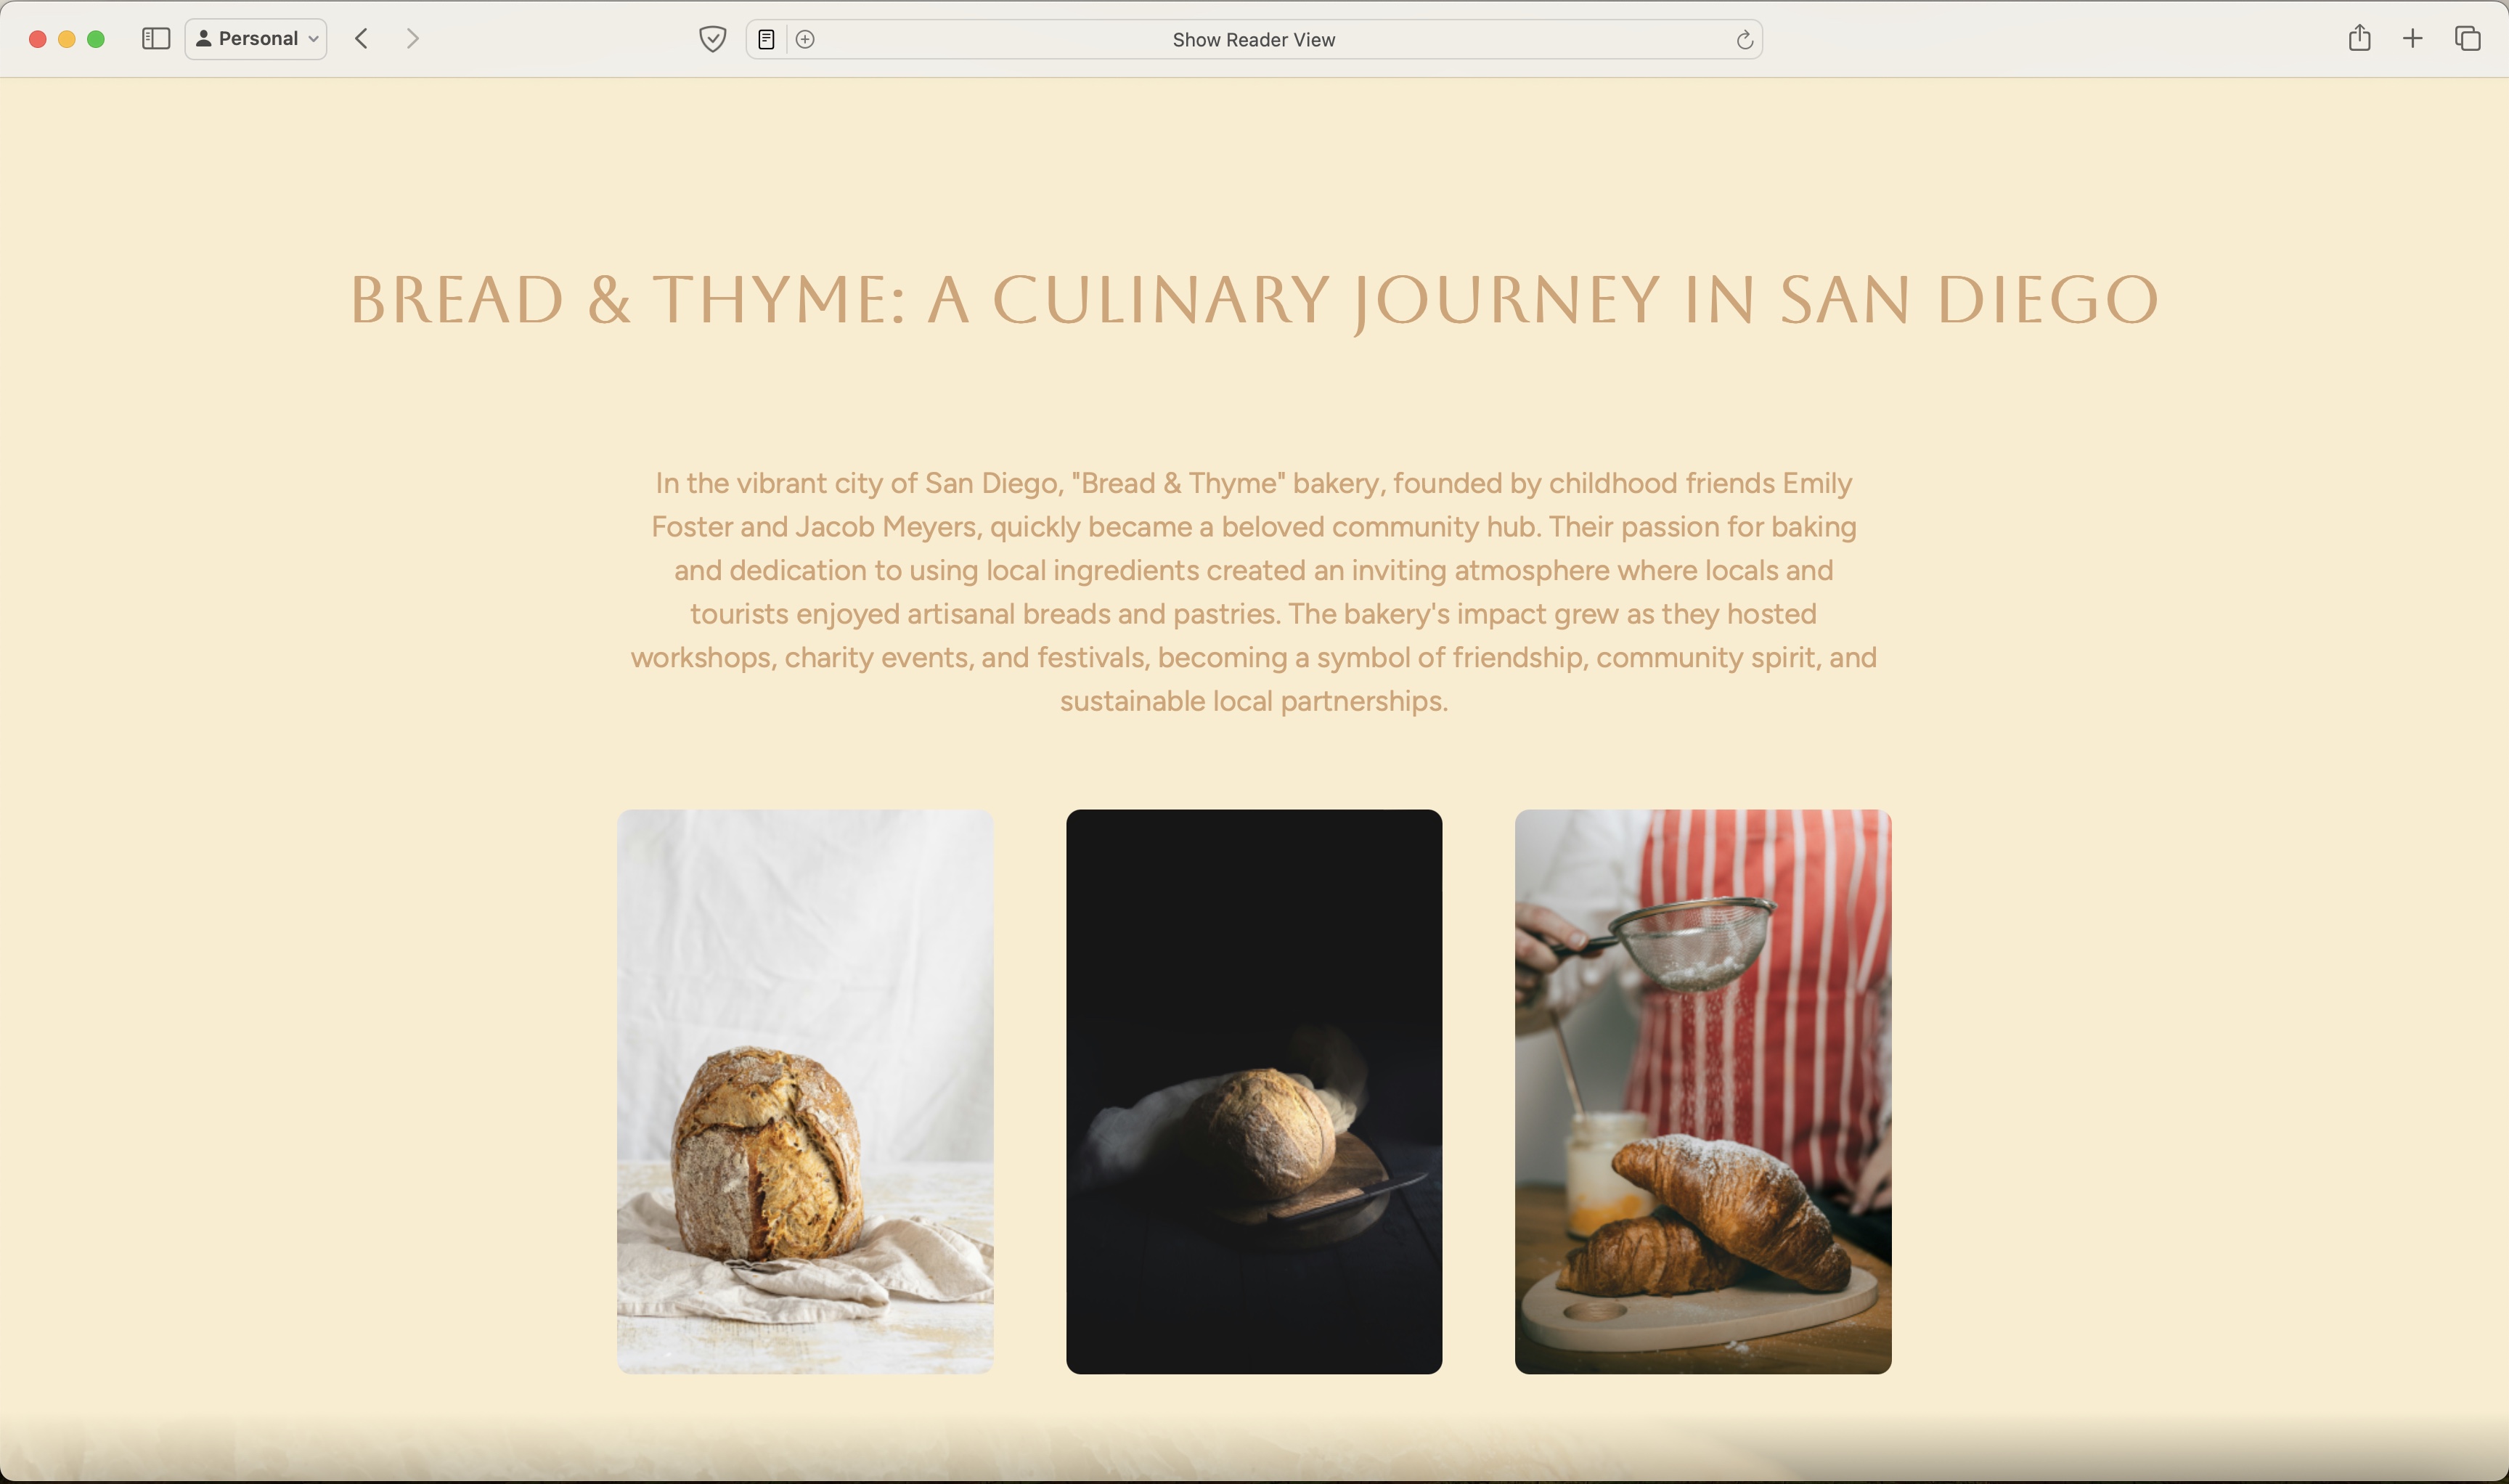 Personal
Show Reader View
BREAD & THYME: A CULINARY JOURNEY IN SAN DIEGO
In the vibrant city of San Diego, "Bread & Thyme" bakery, founded by childhood friends Emily
Foster and Jacob Meyers, quickly became a beloved community hub. Their passion for baking
and dedication to using local ingredients created an inviting atmosphere where locals and
tourists enjoyed artisanal breads and pastries. The bakery's impact grew as they hosted
workshops, charity events, and festivals, becoming a symbol of friendship, community spirit, and
sustainable local partnerships.